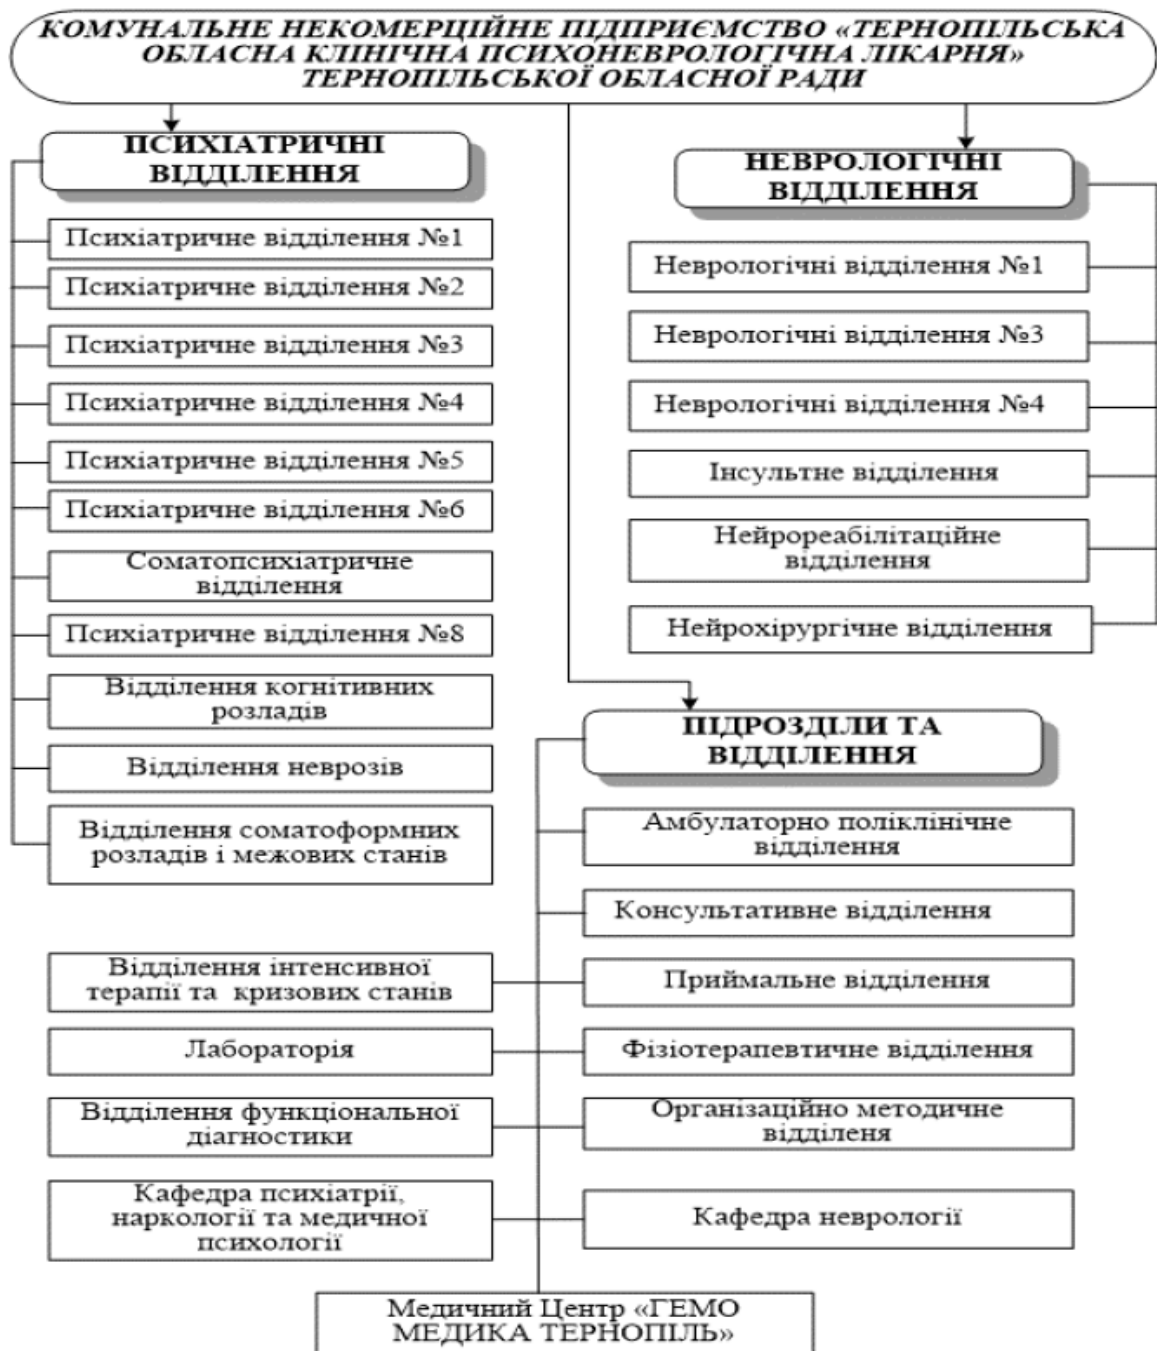 КОМУНАЛЬНЕ НЕКОМЕРЦІЙНЕ ПІДПРИЄМСТВО «ТЕРНОПІЛЬСЬКА
ОБЛАСНА КЛІНІЧНА ПСИХОНЕВРОЛОГІЧНА ЛІКАРНЯ»
ТЕРНОПІЛЬСЬКОЇ ОБЛАСНОЇ РАДИ
ПСИХІАТРИЧНІ
ВІДДІЛЕННЯ
Психіатричне відділення №1
Психіатричне відділення №2
Психіатричне відділення №3
Психіатричне відділення №4
Психіатричне відділення №5
Психіатричне відділення №6
Соматопсихіатричне
відділення
Психіатричне відділення №8
Відділення когнітивних
розладів
Відділення неврозів
Відділення соматоформних
розладів і межових станів
НЕВРОЛОГІЧНІ
ВІДДІЛЕННЯ
Неврологічні відділення №1
Неврологічні відділення №3
Неврологічні відділення №4
Інсультне відділення
Нейрореабілітаційне
відділення
Нейрохірургічне відділення
ПІДРОЗДІЛИ ТА
ВІДДІЛЕННЯ
Амбулаторно поліклінічне
відділення
Консультативне відділення
Відділення інтенсивної
терапії та кризових станів
Приймальне відділення
Лабораторія
Фізіотерапевтичне відділення
Відділення функціональної
діагностики
Організаційно методичне
відділеня
Кафедра психіатрії,
наркології та медичної
психології
Кафедра неврології
Медичний Центр «ГЕМО
МЕДИКА ТЕРНОПІЛЬ»